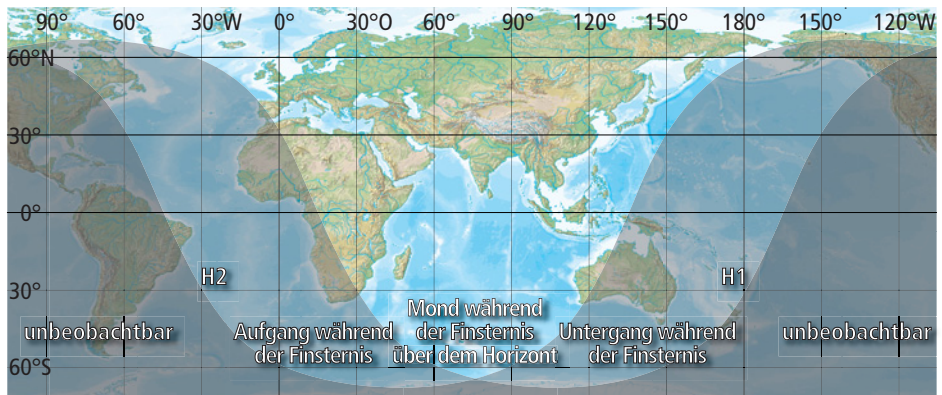 90° 60° 30°W 0° 30°O 60° 90° 120° 150° 180° 150° 120°W
60°N
30°
0°
H2 H1
30°
Mond während
unbeobachtbar Aufgang während der Finsternis Untergang während unbeobachtbar
der Finsternis über dem Horizont der Finsternis
60°S